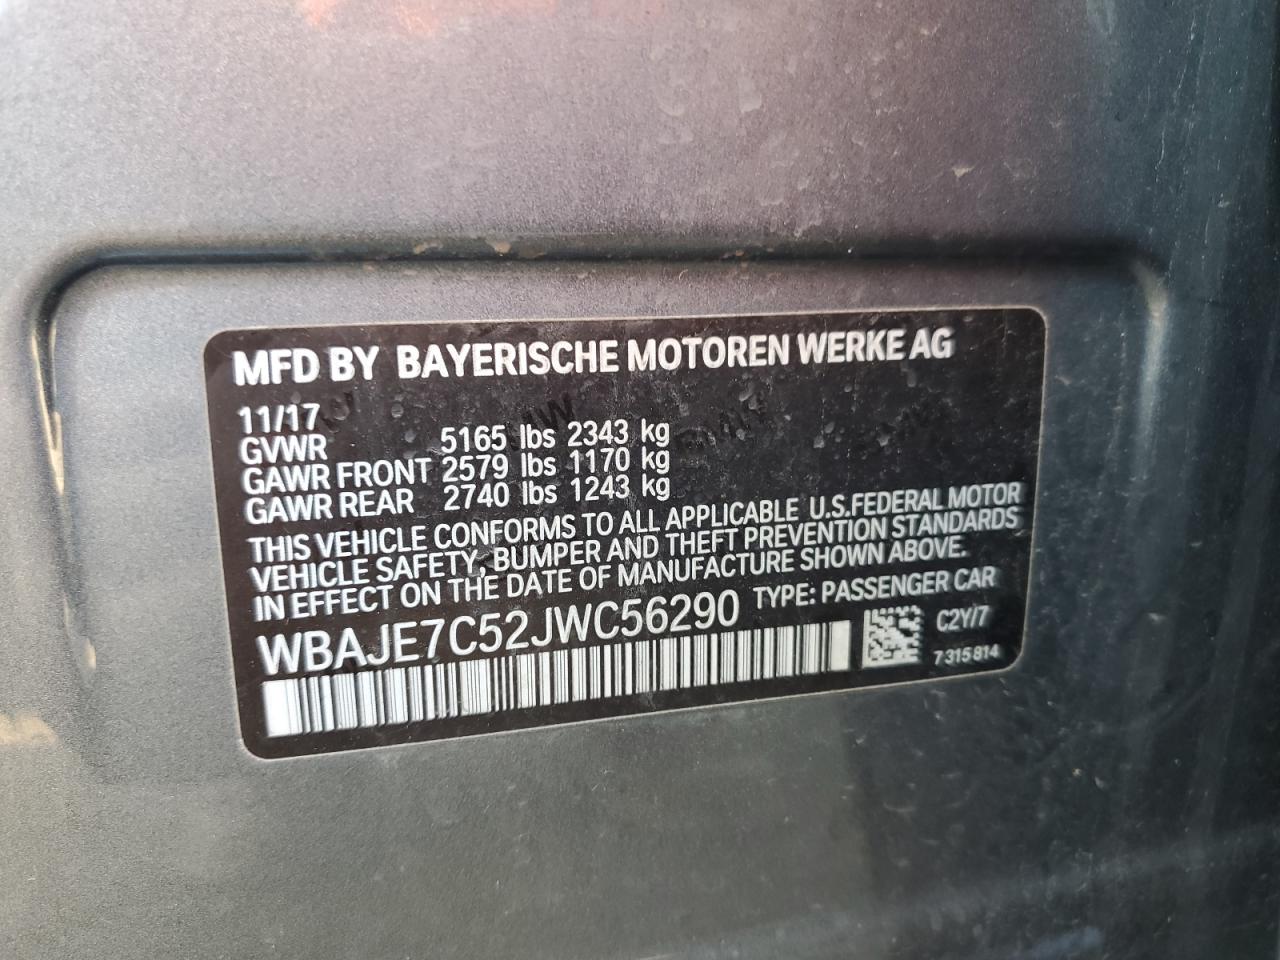 MFD BY BAYERISCHE MOTOREN WERKE AG
11/17
GVWR 5165 lbs 2343 kg
GAWR FRONT 2579 lbs 1170 kg
GAWR REAR 2740 lbs 1243 kg
THIS VEHICLE CONFORMS TO ALL APPLICABLE U.S.FEDERAL MOTOR
VEHICLE SAFETY, BUMPER AND THEFT PREVENTION STANDARDS
IN EFFECT ON THE DATE OF MANUFACTURE SHOWN ABOVE.
WBAJE7C52JWC56290 TYPE: PASSENGER CAR
C2Y/7
7315814